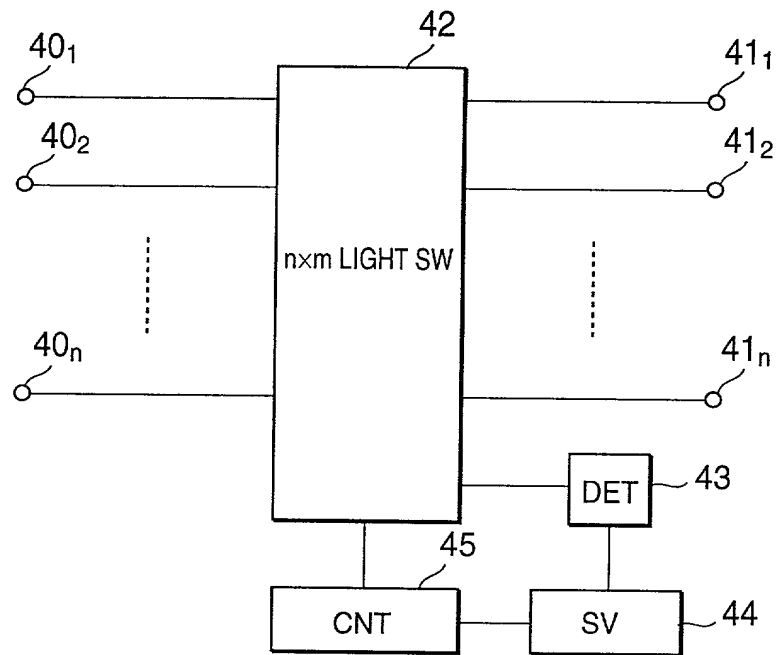 42
40₁
41₁
40₂
41₂
n×m LIGHT SW
40ₙ
41ₙ
DET
43
45
CNT
SV
44